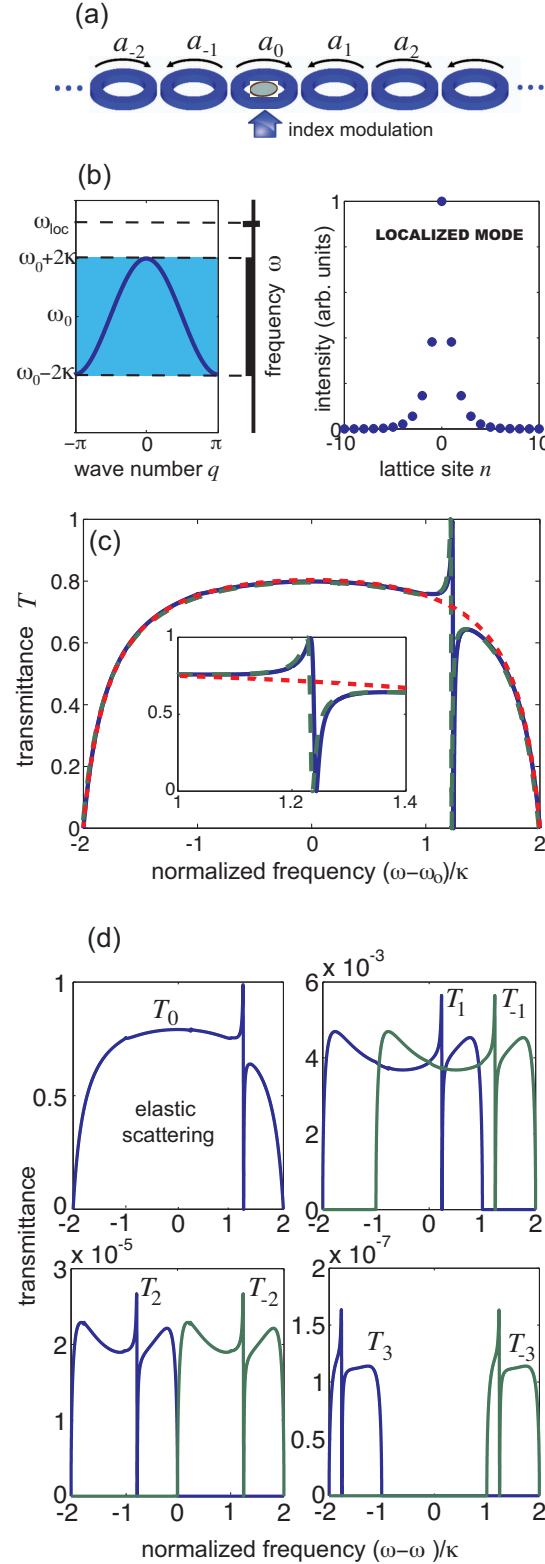 (a)
a-2 a-1 a0 a1 a2
index modulation
(b)
ωloc
ω0+2κ
ω0
ω0−2κ
−π 0 π
wave number q
frequency ω
LOCALIZED MODE
intensity (arb. units)
1
0
-10 0 10
lattice site n
(c)
transmittance T
1
0.8
0.6
0.4
0.2
0
-2 -1 0 1 2
normalized frequency (ω−ωo)/κ
1
0.5
0
1 1.2 1.4
(d)
transmittance
1
0.5
0
T0
elastic
scattering
-2 -1 0 1 2
6 x 10-3
4
2
0
T1 T-1
-2 -1 0 1 2
3 x 10-5
2
1
0
T2 T-2
-2 -1 0 1 2
2 x 10-7
1.5
1
0.5
0
T3 T-3
-2 -1 0 1 2
normalized frequency (ω−ω )/κ